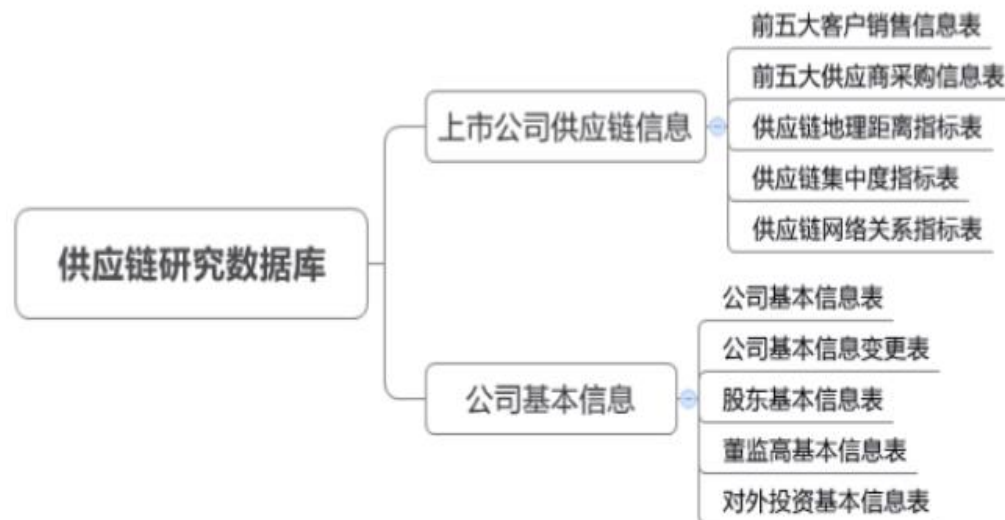 供应链研究数据库
上市公司供应链信息
前五大客户销售信息表
前五大供应商采购信息表
供应链地理距离指标表
供应链集中度指标表
供应链网络关系指标表
公司基本信息
公司基本信息表
公司基本信息变更表
股东基本信息表
董监高基本信息表
对外投资基本信息表